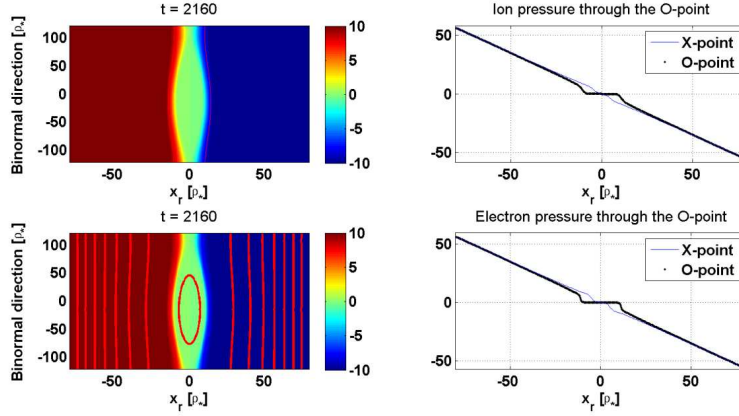 t = 2160
Binormal direction [ρ*]
100
50
0
-50
-100
-50
0
50
x_r [ρ*]
10
5
0
-5
-10
Ion pressure through the O-point
50
0
-50
-50
0
50
x_r [ρ*]
X-point
O-point
t = 2160
Binormal direction [ρ*]
100
50
0
-50
-100
-50
0
50
x_r [ρ*]
10
5
0
-5
-10
Electron pressure through the O-point
50
0
-50
-50
0
50
x_r [ρ*]
X-point
O-point